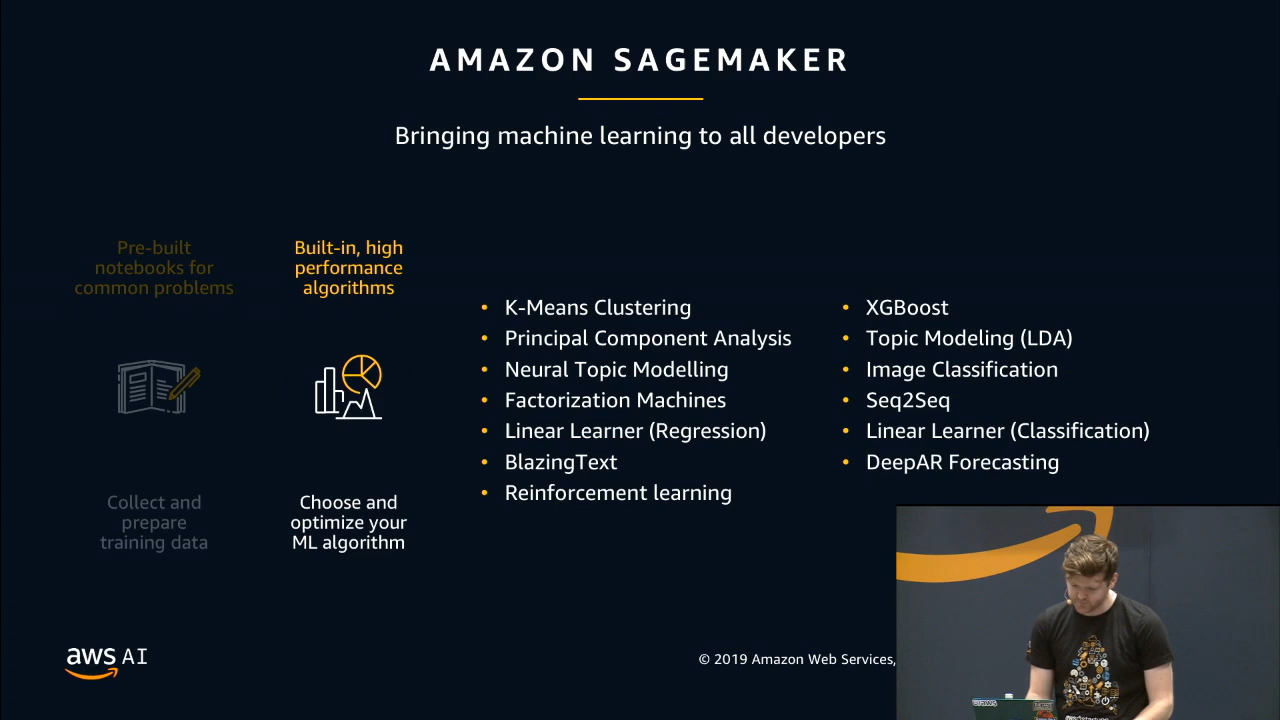 AMAZON SAGEMAKER
Bringing machine learning to all developers
Pre-built
notebooks for
common problems
Built-in, high
performance
algorithms
Collect and
prepare
training data
Choose and
optimize your
ML algorithm
• K-Means Clustering
• Principal Component Analysis
• Neural Topic Modelling
• Factorization Machines
• Linear Learner (Regression)
• BlazingText
• Reinforcement learning
• XGBoost
• Topic Modeling (LDA)
• Image Classification
• Seq2Seq
• Linear Learner (Classification)
• DeepAR Forecasting
aws AI
© 2019 Amazon Web Services,